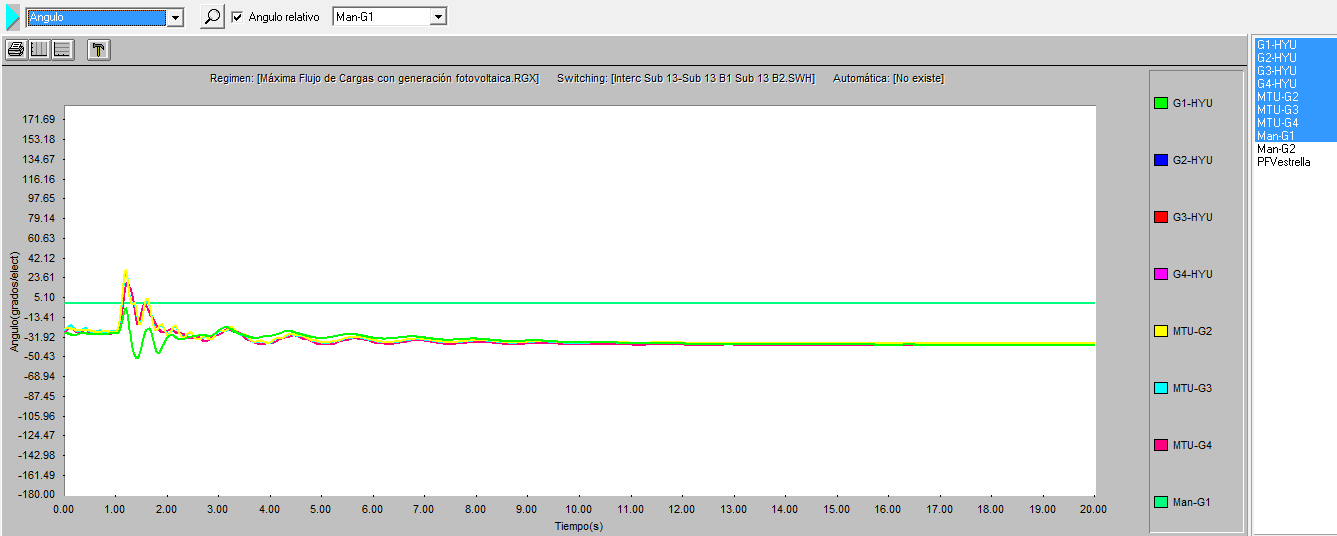 Angulo
Angulo relativo
Man-G1
Regimen: [Máxima Flujo de Cargas con generación fotovoltaica.RGX] Switching: [Interc Sub 13-Sub 13 B1 Sub 13 B2.SWH] Automática: [No existe]
171.69
153.18
134.67
116.16
97.65
79.14
60.63
42.12
23.61
5.10
-13.41
-31.92
-50.43
-68.94
-87.45
-105.96
-124.47
-142.98
-161.49
-180.00
Angulo(grados/elect)
0.00 1.00 2.00 3.00 4.00 5.00 6.00 7.00 8.00 9.00 10.00 11.00 12.00 13.00 14.00 15.00 16.00 17.00 18.00 19.00 20.00
Tiempo(s)
G1-HYU
G2-HYU
G3-HYU
G4-HYU
MTU-G2
MTU-G3
MTU-G4
Man-G1
G1-HYU
G2-HYU
G3-HYU
G4-HYU
MTU-G2
MTU-G3
MTU-G4
Man-G1
Man-G2
PFVestrella